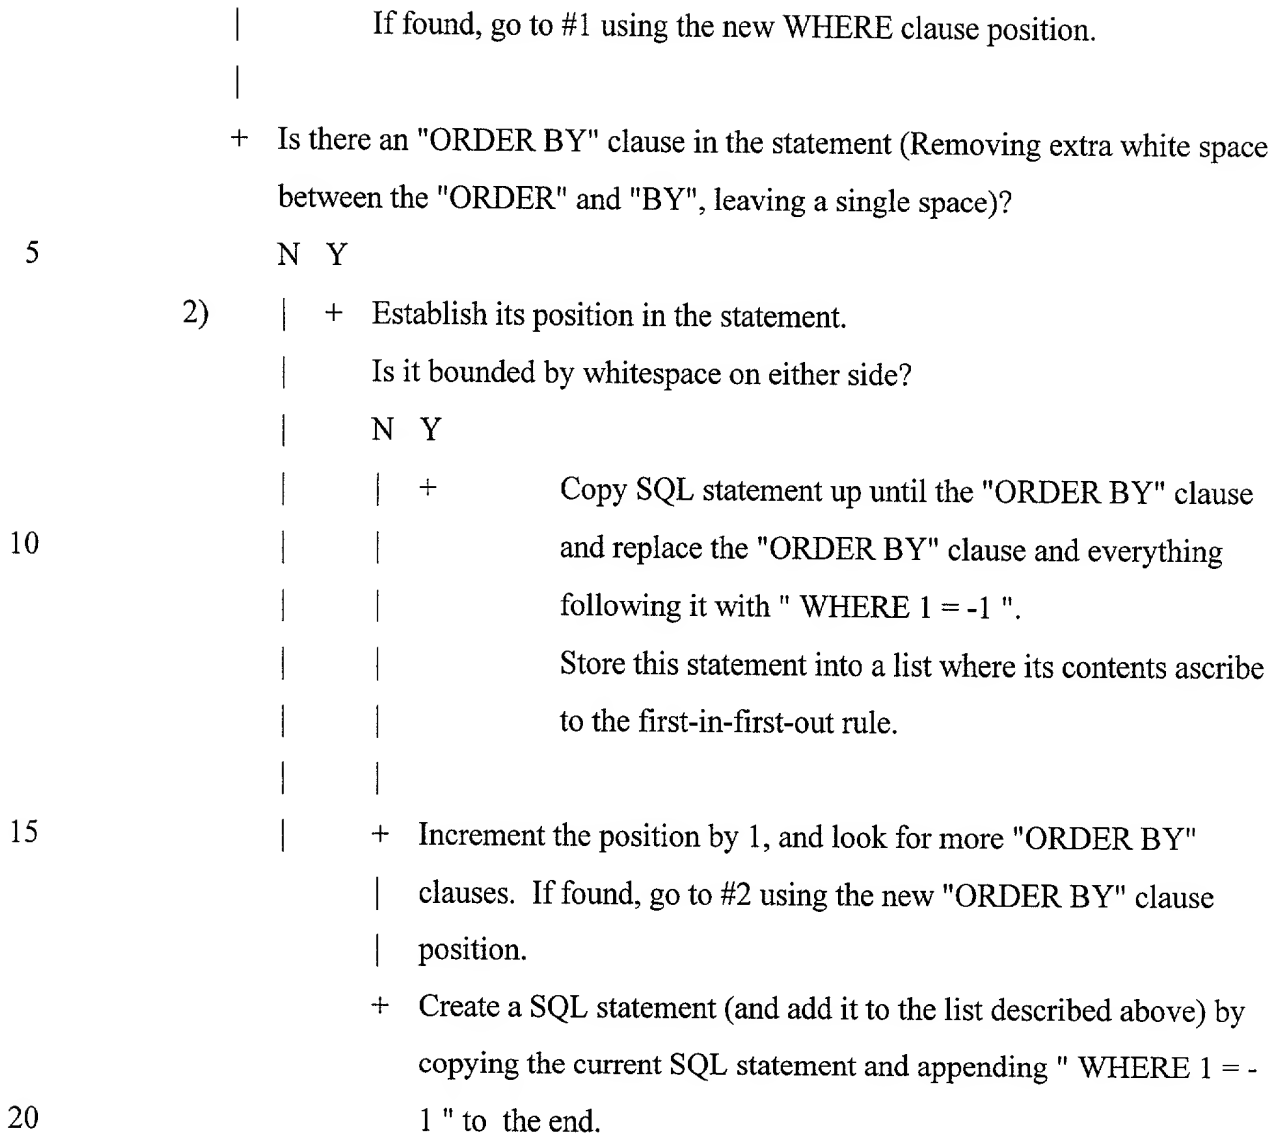 | If found, go to #1 using the new WHERE clause position.
|
+ Is there an "ORDER BY" clause in the statement (Removing extra white space
between the "ORDER" and "BY", leaving a single space)?
5 N Y
2) | + Establish its position in the statement.
| Is it bounded by whitespace on either side?
| N Y
| | + Copy SQL statement up until the "ORDER BY" clause
10 | | and replace the "ORDER BY" clause and everything
| | following it with " WHERE 1 = -1 ".
| | Store this statement into a list where its contents ascribe
| | to the first-in-first-out rule.
| |
15 | + Increment the position by 1, and look for more "ORDER BY"
| clauses. If found, go to #2 using the new "ORDER BY" clause
| position.
+ Create a SQL statement (and add it to the list described above) by
copying the current SQL statement and appending " WHERE 1 = -
20 1 " to the end.